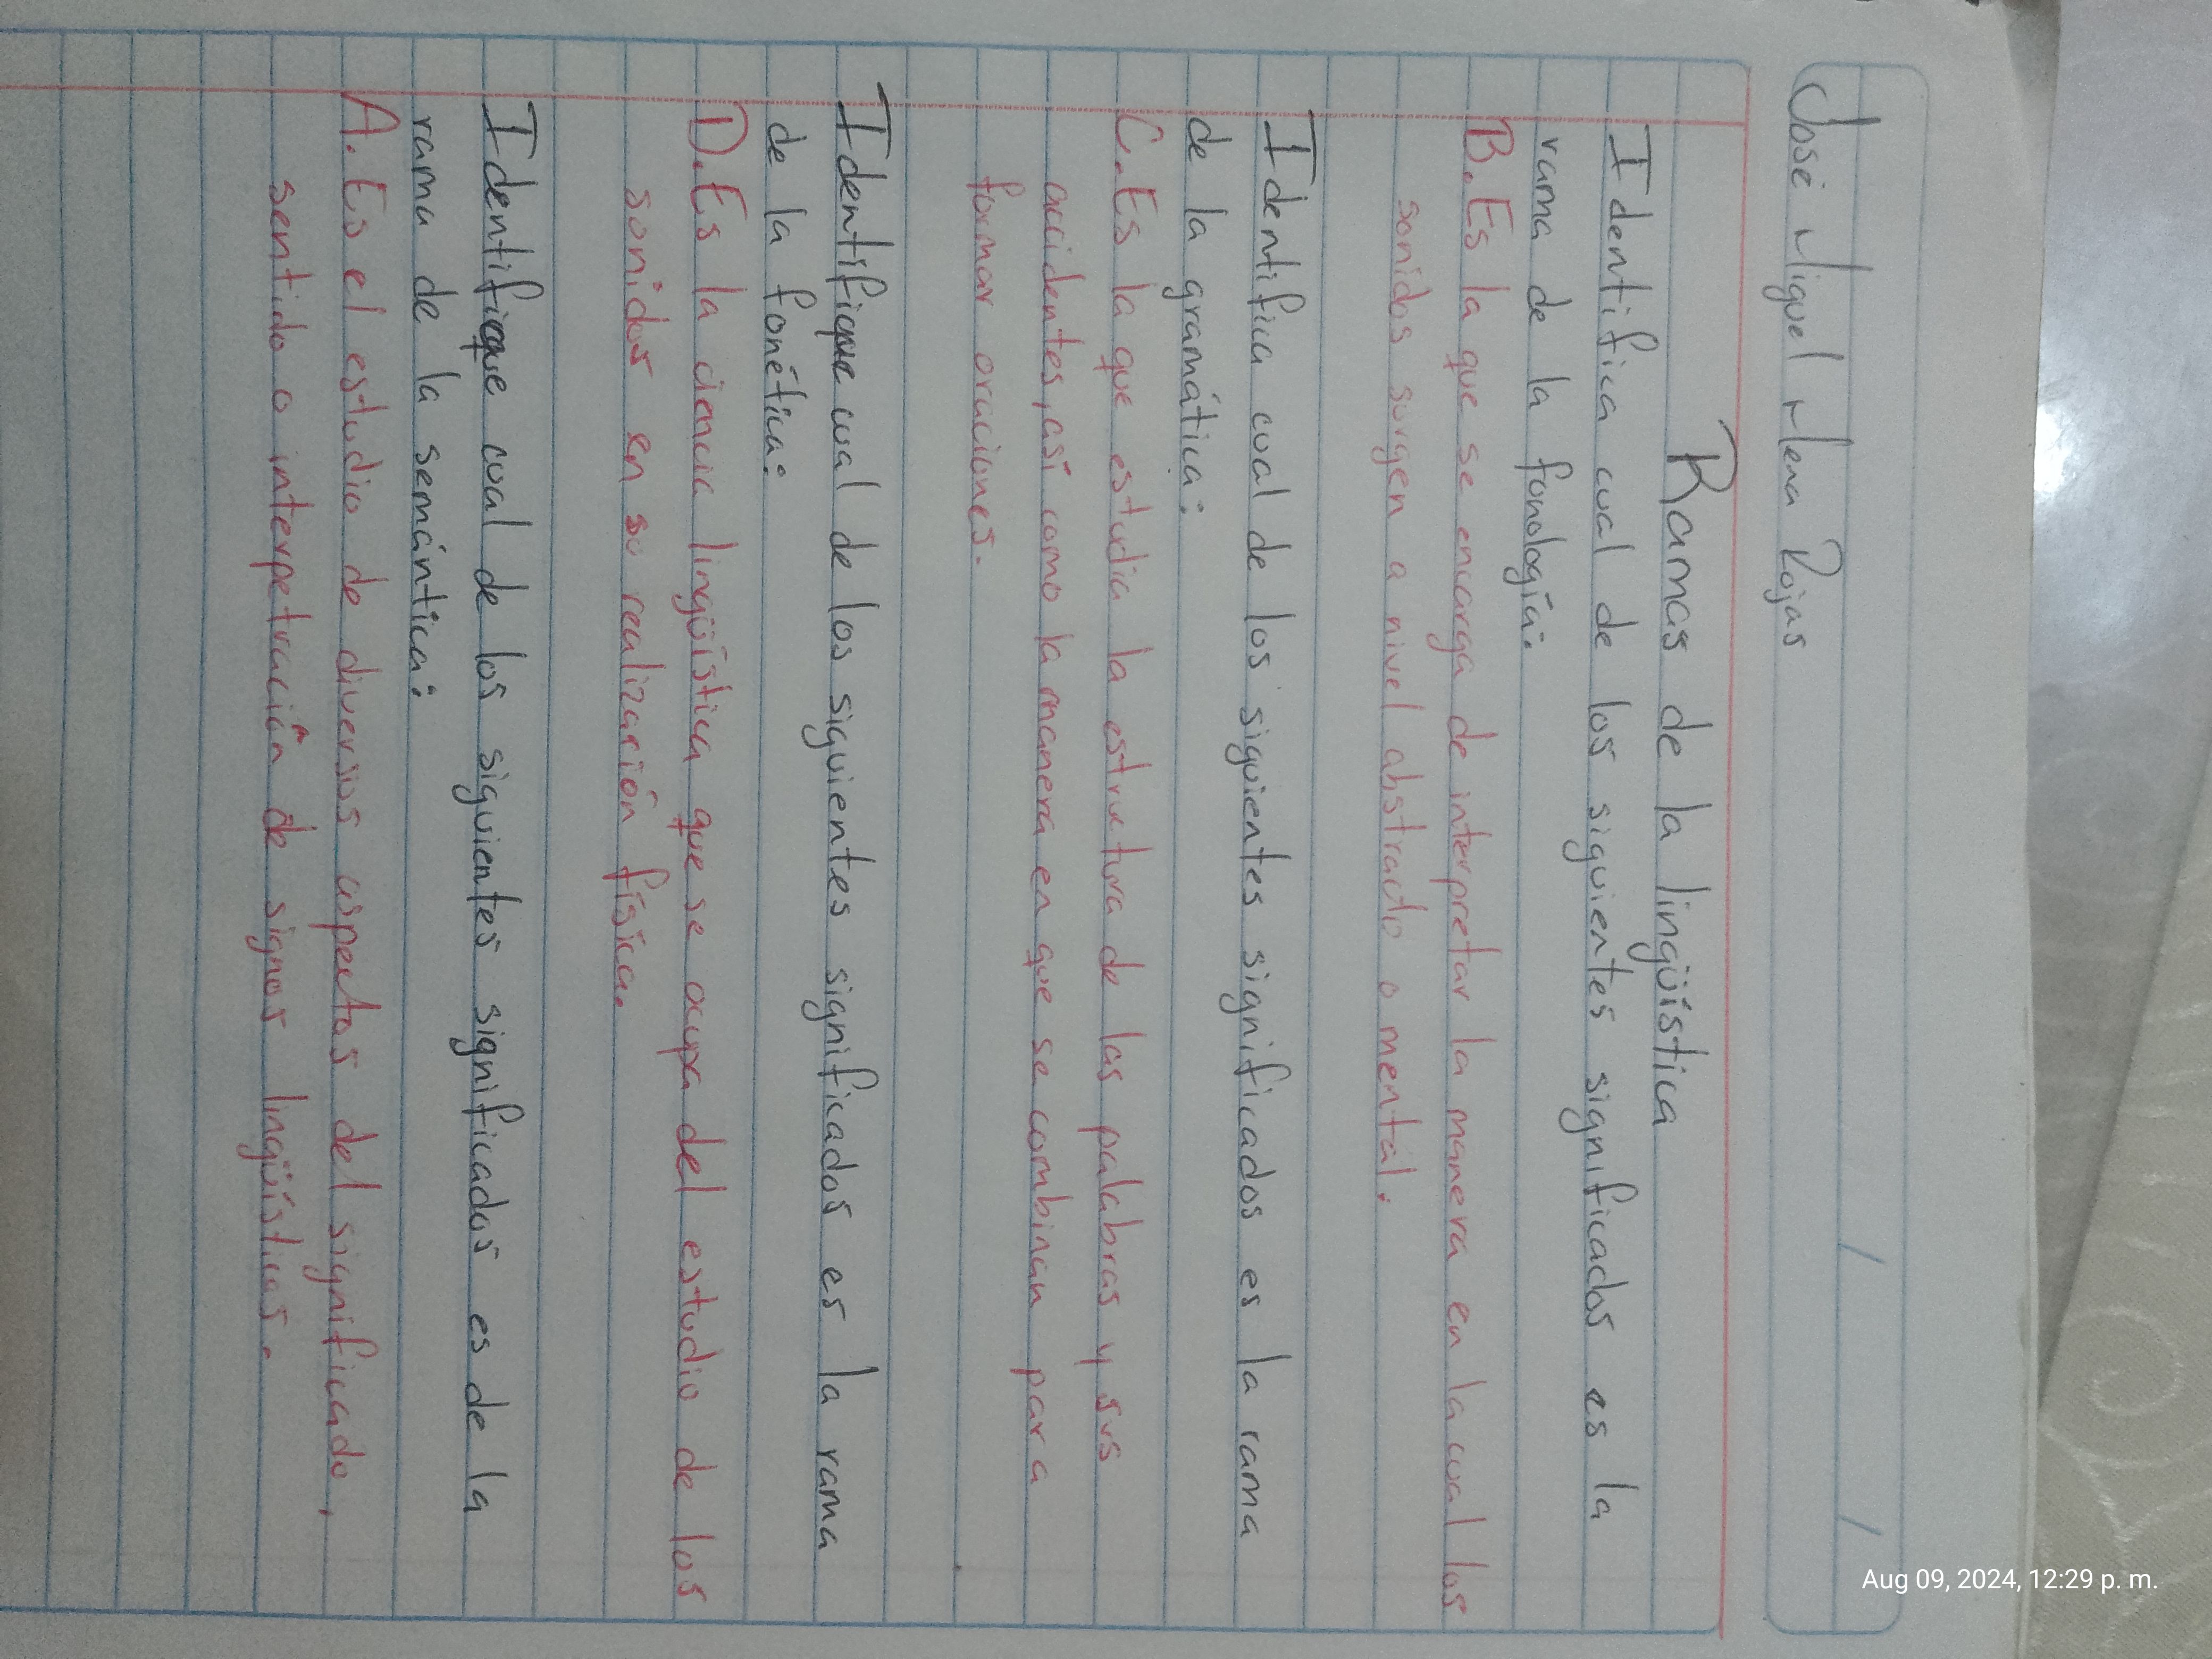 José Miguel Mena Rojas
Ramas de la lingüística
Identifica cual de los siguientes significados es la
rama de la fonología:
B. Es la que se encarga de interpretar la manera en la cual los
sonidos surgen a nivel abstracto o mental.
Identifica cual de los siguientes significados es la rama
de la gramática:
C. Es la que estudia la estructura de las palabras y sus
accidentes, así como la manera en que se combinan para
formar oraciones.
Identifique cual de los siguientes significados es la rama
de la fonética:
D. Es la ciencia lingüística que se ocupa del estudio de los
sonidos en su realización física.
Identifique cual de los siguientes significados es de la
rama de la semántica:
A. Es el estudio de diversos aspectos del significado,
sentido o interpetración de signos lingüísticos.
Aug 09, 2024, 12:29 p. m.